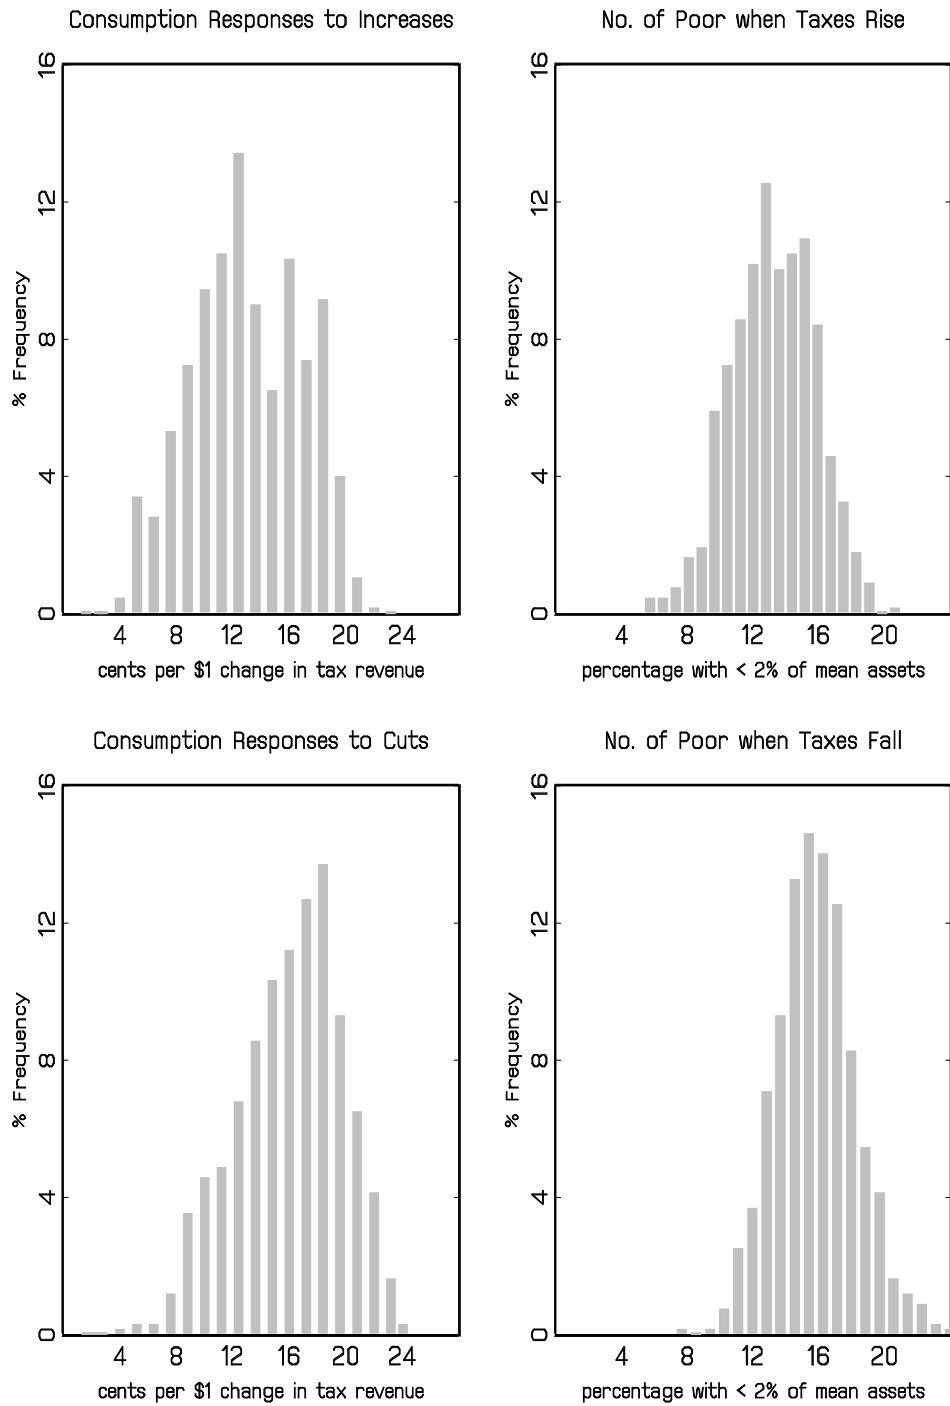 Consumption Responses to Increases
16
12
8
4
0
% Frequency
4 8 12 16 20 24
cents per $1 change in tax revenue
No. of Poor when Taxes Rise
16
12
8
4
0
% Frequency
4 8 12 16 20
percentage with < 2% of mean assets
Consumption Responses to Cuts
16
12
8
4
0
% Frequency
4 8 12 16 20 24
cents per $1 change in tax revenue
No. of Poor when Taxes Fall
16
12
8
4
0
% Frequency
4 8 12 16 20
percentage with < 2% of mean assets